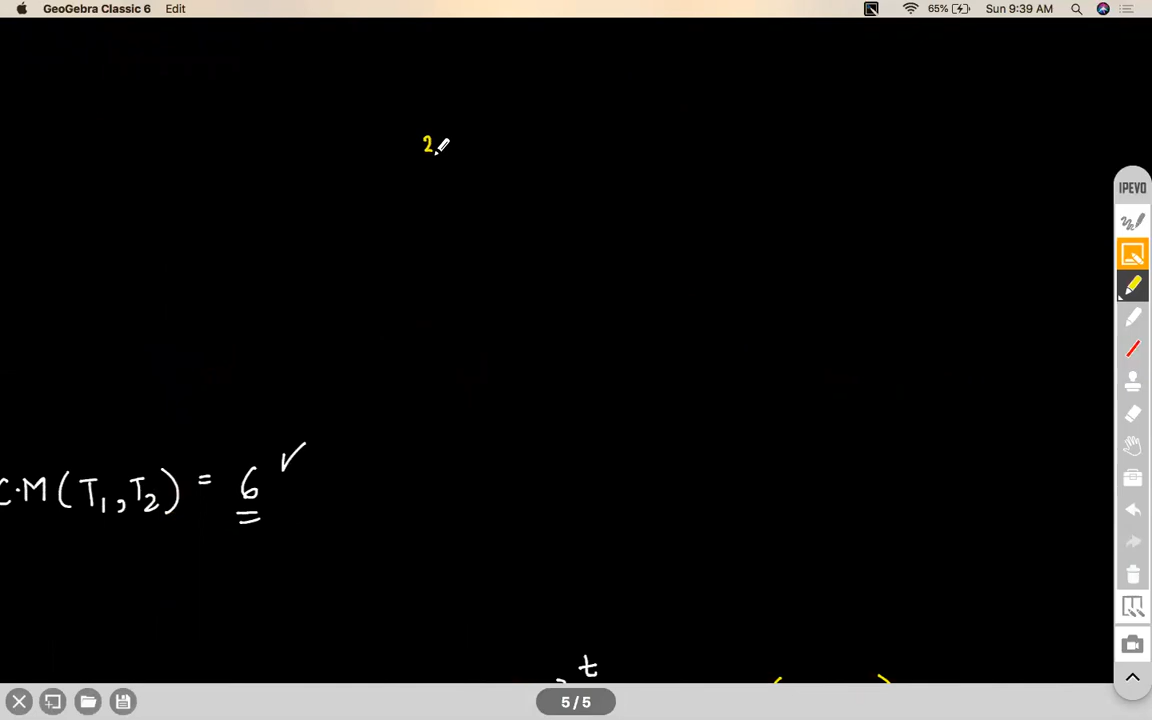 GeoGebra Classic 6 Edit 65% Sun 9:39 AM
2
IPEVO
C.M(T₁,T₂) = 6 ✓
t
5 / 5